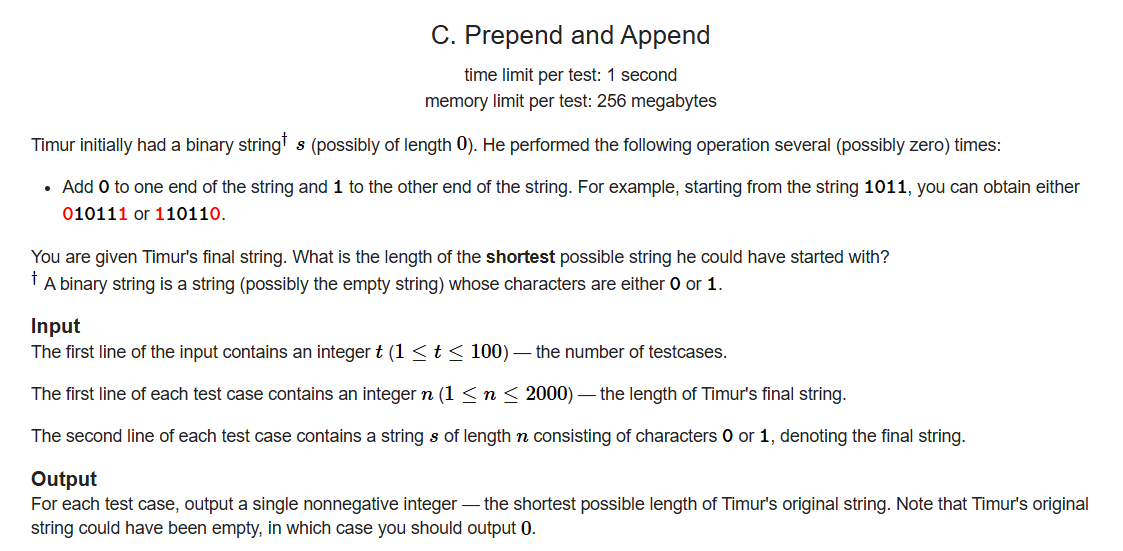 C. Prepend and Append
time limit per test: 1 second
memory limit per test: 256 megabytes
Timur initially had a binary string† s (possibly of length 0). He performed the following operation several (possibly zero) times:
• Add 0 to one end of the string and 1 to the other end of the string. For example, starting from the string 1011, you can obtain either
010111 or 110110.
You are given Timur's final string. What is the length of the shortest possible string he could have started with?
† A binary string is a string (possibly the empty string) whose characters are either 0 or 1.
Input
The first line of the input contains an integer t (1 ≤ t ≤ 100) — the number of testcases.
The first line of each test case contains an integer n (1 ≤ n ≤ 2000) — the length of Timur's final string.
The second line of each test case contains a string s of length n consisting of characters 0 or 1, denoting the final string.
Output
For each test case, output a single nonnegative integer — the shortest possible length of Timur's original string. Note that Timur's original
string could have been empty, in which case you should output 0.